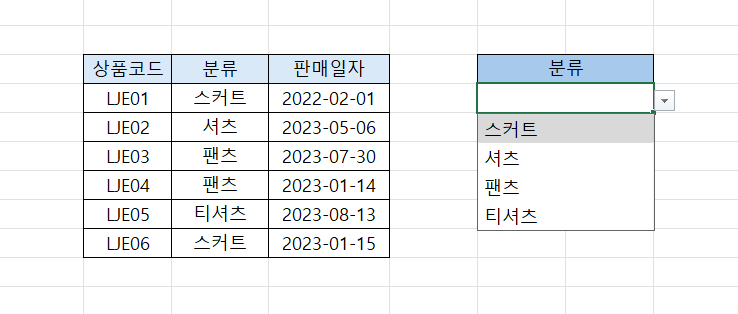 상품코드 분류 판매일자 분류
LJE01 스커트 2022-02-01
LJE02 셔츠 2023-05-06 스커트
LJE03 팬츠 2023-07-30 셔츠
LJE04 팬츠 2023-01-14 팬츠
LJE05 티셔츠 2023-08-13 티셔츠
LJE06 스커트 2023-01-15